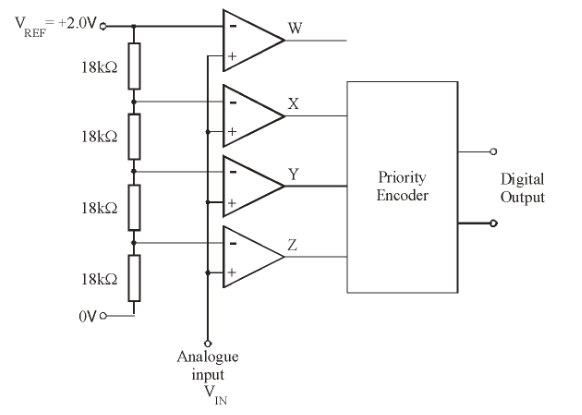 V_REF = +2.0V
W
18kΩ
X
18kΩ
Y
Priority
Encoder
Digital
Output
18kΩ
Z
18kΩ
0V
Analogue
input
V_IN